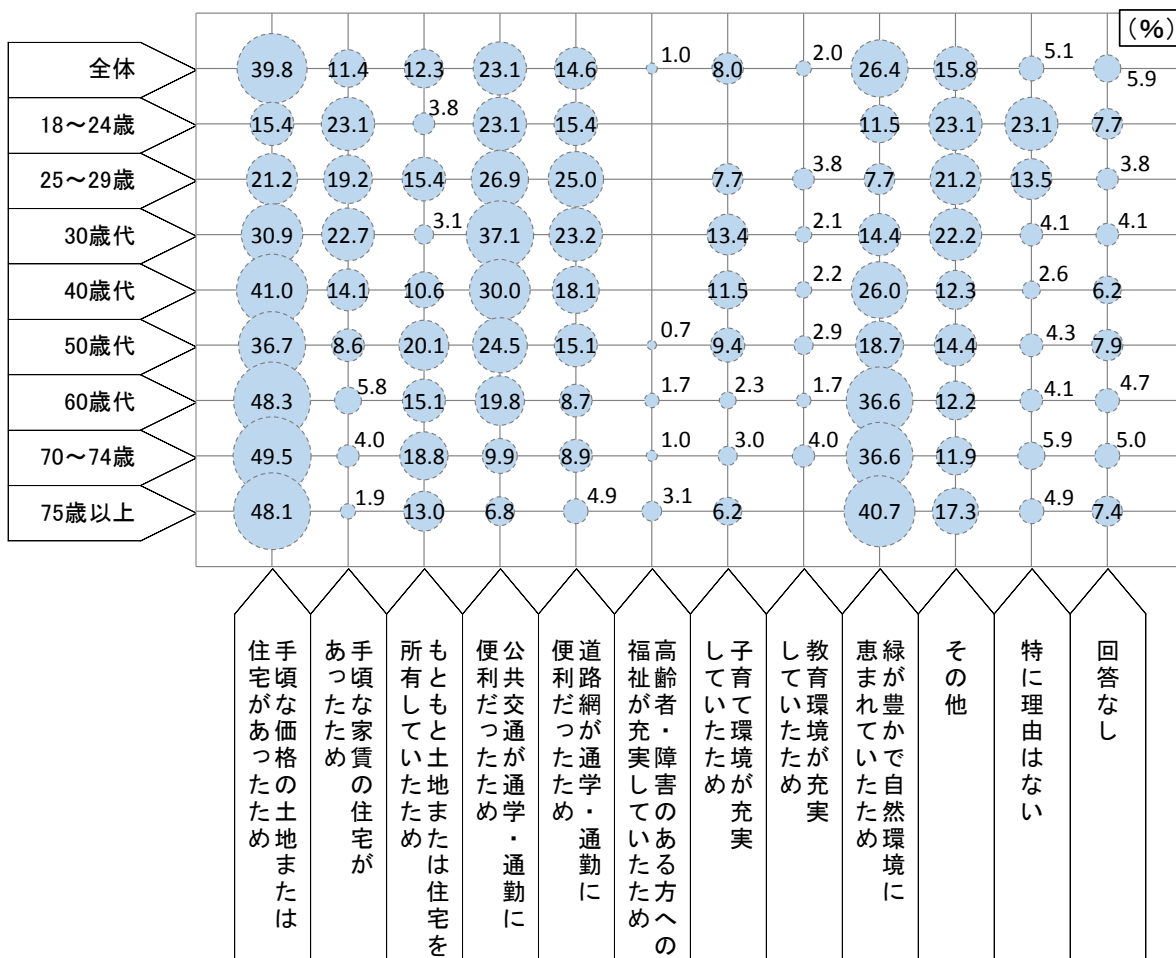 (％)
全体 39.8 11.4 12.3 23.1 14.6 1.0 8.0 2.0 26.4 15.8 5.1 5.9
18～24歳 15.4 23.1 3.8 23.1 15.4 11.5 23.1 23.1 7.7
25～29歳 21.2 19.2 15.4 26.9 25.0 7.7 3.8 7.7 21.2 13.5 3.8
30歳代 30.9 22.7 3.1 37.1 23.2 13.4 2.1 14.4 22.2 4.1 4.1
40歳代 41.0 14.1 10.6 30.0 18.1 11.5 2.2 26.0 12.3 2.6 6.2
50歳代 36.7 8.6 20.1 24.5 15.1 0.7 9.4 2.9 18.7 14.4 4.3 7.9
60歳代 48.3 5.8 15.1 19.8 8.7 1.7 2.3 1.7 36.6 12.2 4.1 4.7
70～74歳 49.5 4.0 18.8 9.9 8.9 1.0 3.0 4.0 36.6 11.9 5.9 5.0
75歳以上 48.1 1.9 13.0 6.8 4.9 3.1 6.2 40.7 17.3 4.9 7.4
手頃な価格の土地または
住宅があったため
手頃な家賃の住宅が
あったため
もともと土地または住宅を
所有していたため
公共交通が通学・通勤に
便利だったため
道路網が通学・通勤に
便利だったため
高齢者・障害のある方への
福祉が充実していたため
子育て環境が充実
していたため
教育環境が充実
していたため
緑が豊かで自然環境に
恵まれていたため
その他
特に理由はない
回答なし